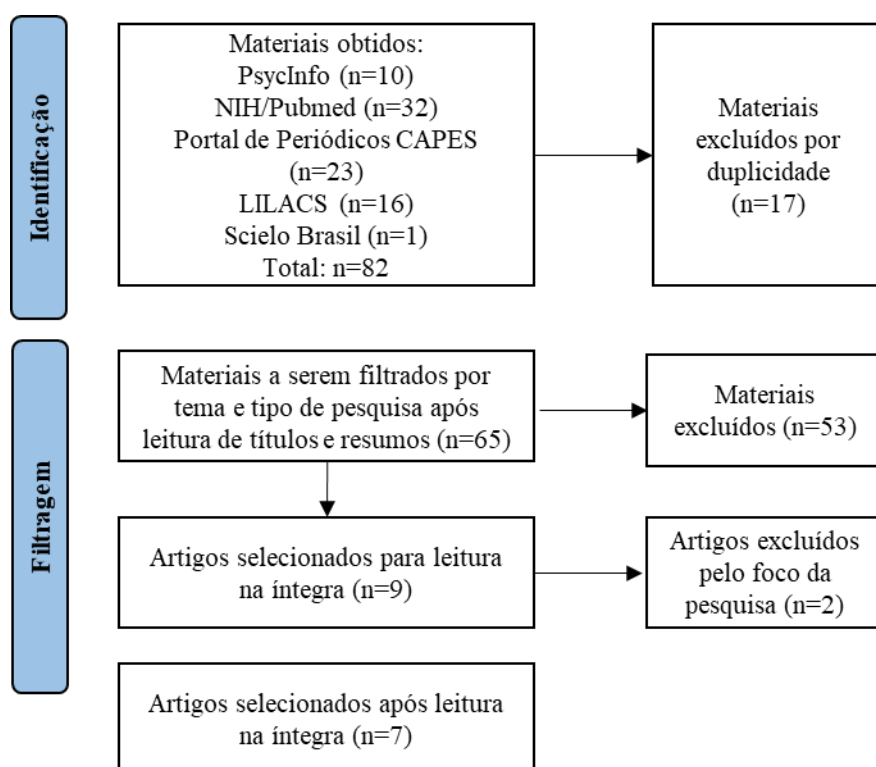 Identificação
Materiais obtidos:
PsycInfo (n=10)
NIH/Pubmed (n=32)
Portal de Periódicos CAPES
(n=23)
LILACS (n=16)
Scielo Brasil (n=1)
Total: n=82
Materiais
excluídos por
duplicidade
(n=17)
Filtragem
Materiais a serem filtrados por
tema e tipo de pesquisa após
leitura de títulos e resumos (n=65)
Materiais
excluídos (n=53)
Artigos selecionados para leitura
na íntegra (n=9)
Artigos excluídos
pelo foco da
pesquisa (n=2)
Artigos selecionados após leitura
na íntegra (n=7)